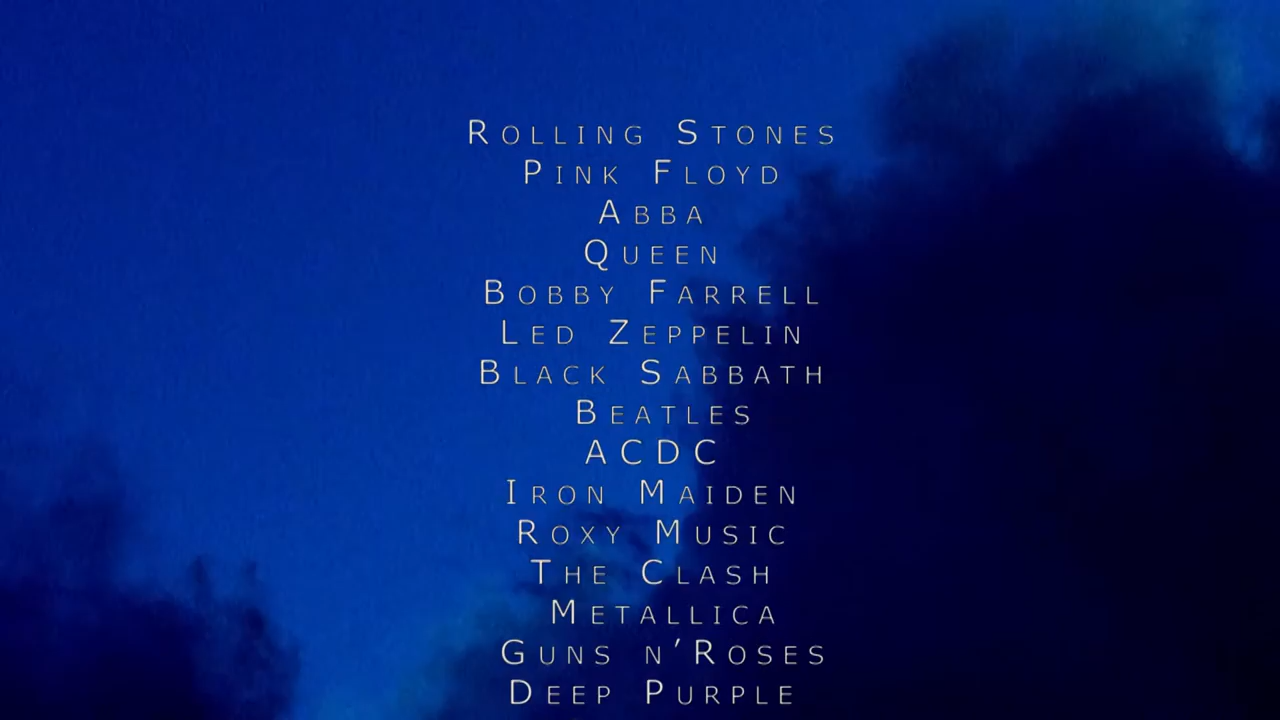 Rolling Stones
Pink Floyd
Abba
Queen
Bobby Farrell
Led Zeppelin
Black Sabbath
Beatles
ACDC
Iron Maiden
Roxy Music
The Clash
Metallica
Guns n'Roses
Deep Purple